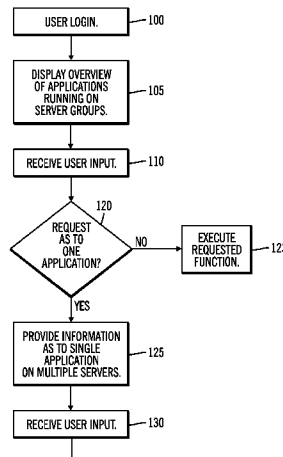 USER LOGIN.
100
DISPLAY OVERVIEW
OF APPLICATIONS
RUNNING ON
SERVER GROUPS.
105
RECEIVE USER INPUT.
110
120
REQUEST
AS TO
ONE
APPLICATION?
NO
EXECUTE
REQUESTED
FUNCTION.
YES
PROVIDE INFORMATION
AS TO SINGLE
APPLICATION
ON MULTIPLE SERVERS.
125
RECEIVE USER INPUT.
130